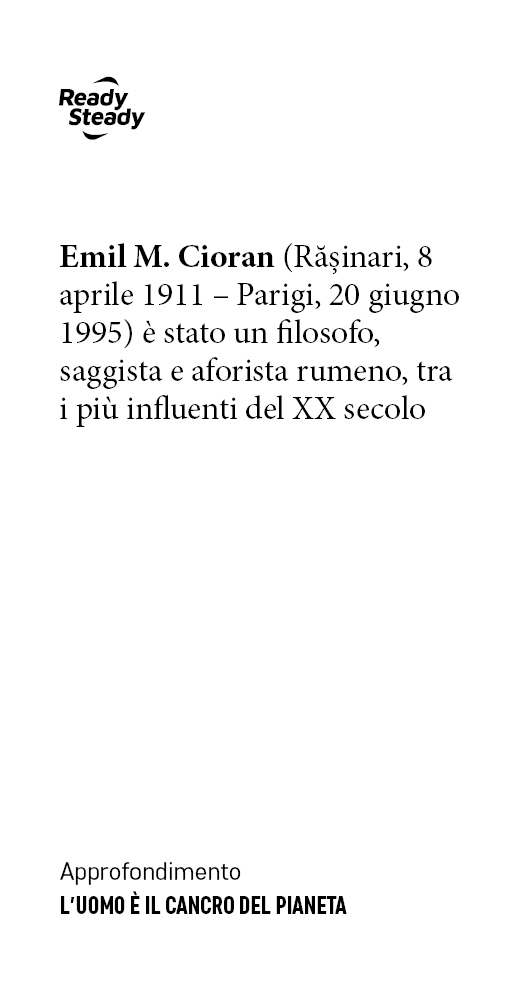 Ready
Steady
Emil M. Cioran (Rășinari, 8
aprile 1911 – Parigi, 20 giugno
1995) è stato un filosofo,
saggista e aforista rumeno, tra
i più influenti del XX secolo
Approfondimento
L'UOMO È IL CANCRO DEL PIANETA